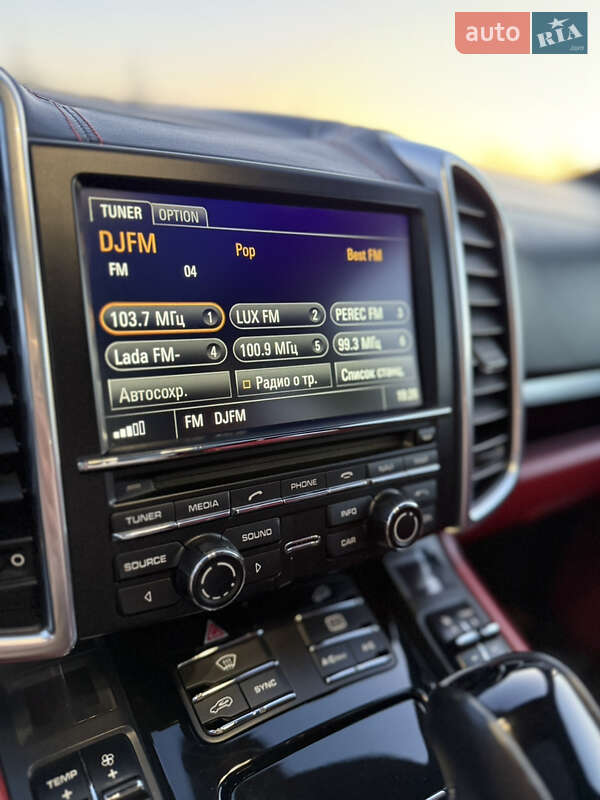 auto RIA .com
TUNER OPTION
DJFM Pop Best FM
FM 04
103.7 МГц 1 LUX FM 2 PEREC FM 3
Lada FM- 4 100.9 МГц 5 99.3 МГц 6
Автосохр. Радио о тр. Список станц.
FM DJFM
TUNER MEDIA PHONE
SOURCE SOUND INFO
CAR
SYNC
TEMP